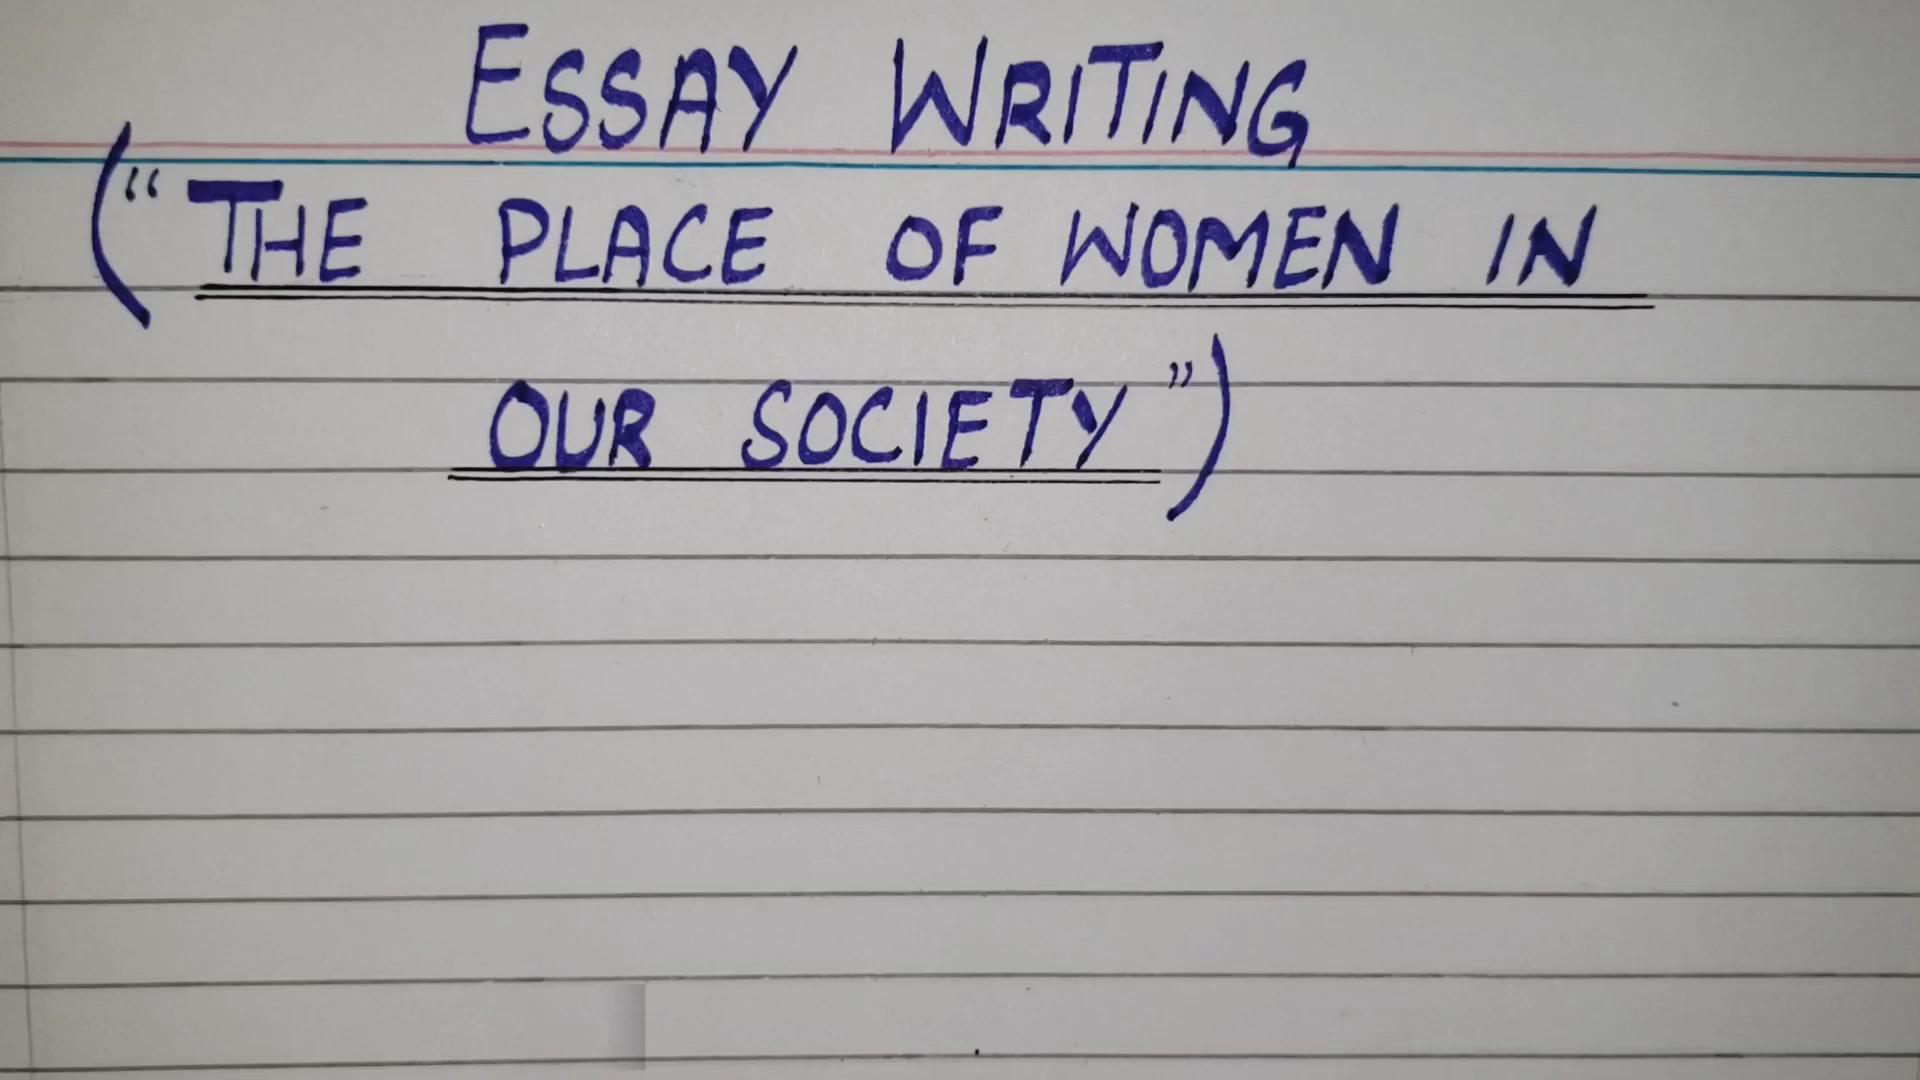 ESSAY WRITING
("THE PLACE OF WOMEN IN
OUR SOCIETY")